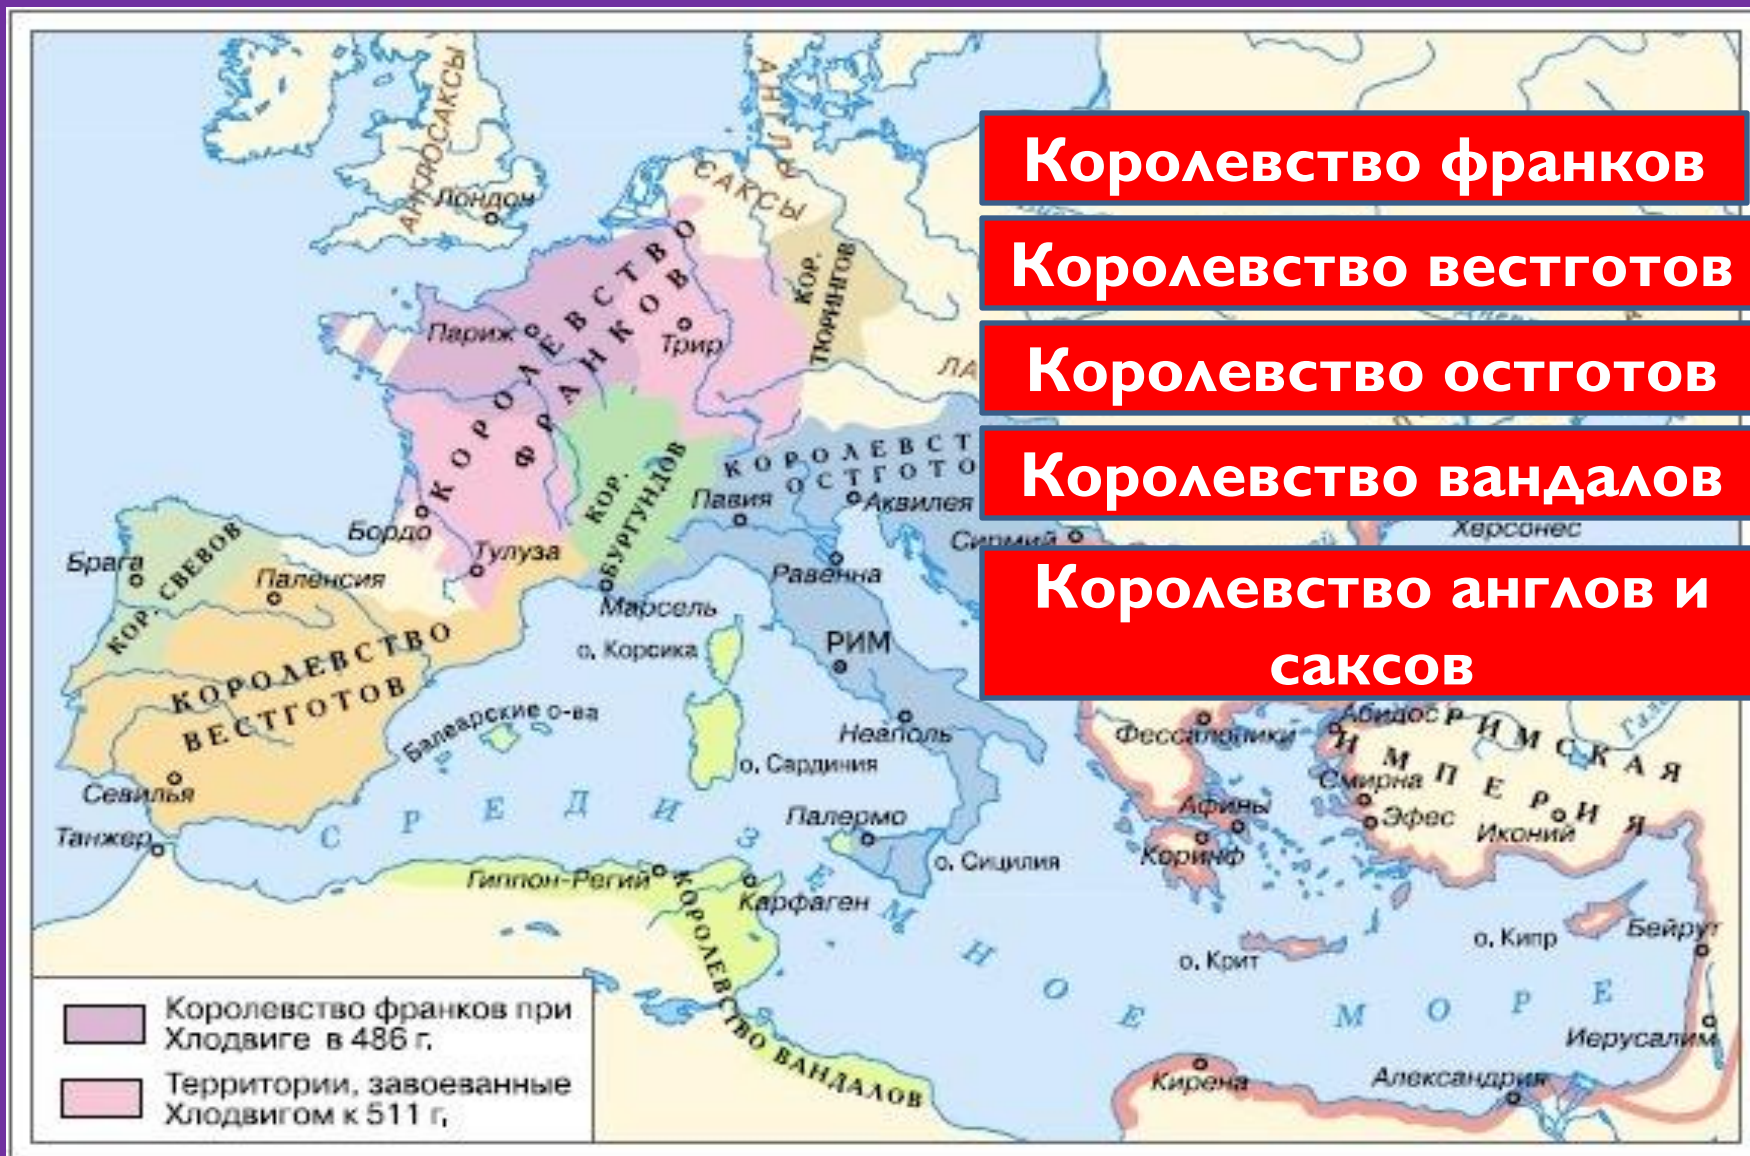 АНГЛОСАКСЫ
Лондон
САКСЫ
Королевство франков
Королевство вестготов
Королевство остготов
Королевство вандалов
Королевство англов и
саксов
КОРОЛЕВСТВО
ФРАНКОВ
КОР.
ТЮРИНГОВ
Париж
Трир
КОРОЛЕВСТ
ОСТГОТО
КОР.
БУРГУНДОВ
Павия
Аквилея
Бордо
Тулуза
Сирмий
Херсонес
Брага
КОР. СВЕВОВ
Паленсия
Марсель
Равенна
о. Корсика
РИМ
КОРОЛЕВСТВО
ВЕСТГОТОВ
Балеарские о-ва
Неаполь
о. Сардиния
Фессалоники
Абидос
РИМСКАЯ
ИМПЕРИЯ
Смирна
Севилья
Афины
Эфес
Иконий
Танжер
СРЕДИЗЕМНОЕ МОРЕ
Палермо
о. Сицилия
Коринф
Гиппон-Регий
Карфаген
КОРОЛЕВСТВО ВАНДАЛОВ
о. Крит
о. Кипр
Бейрут
Иерусалим
Кирена
Александрия
Королевство франков при
Хлодвиге в 486 г.
Территории, завоеванные
Хлодвигом к 511 г,